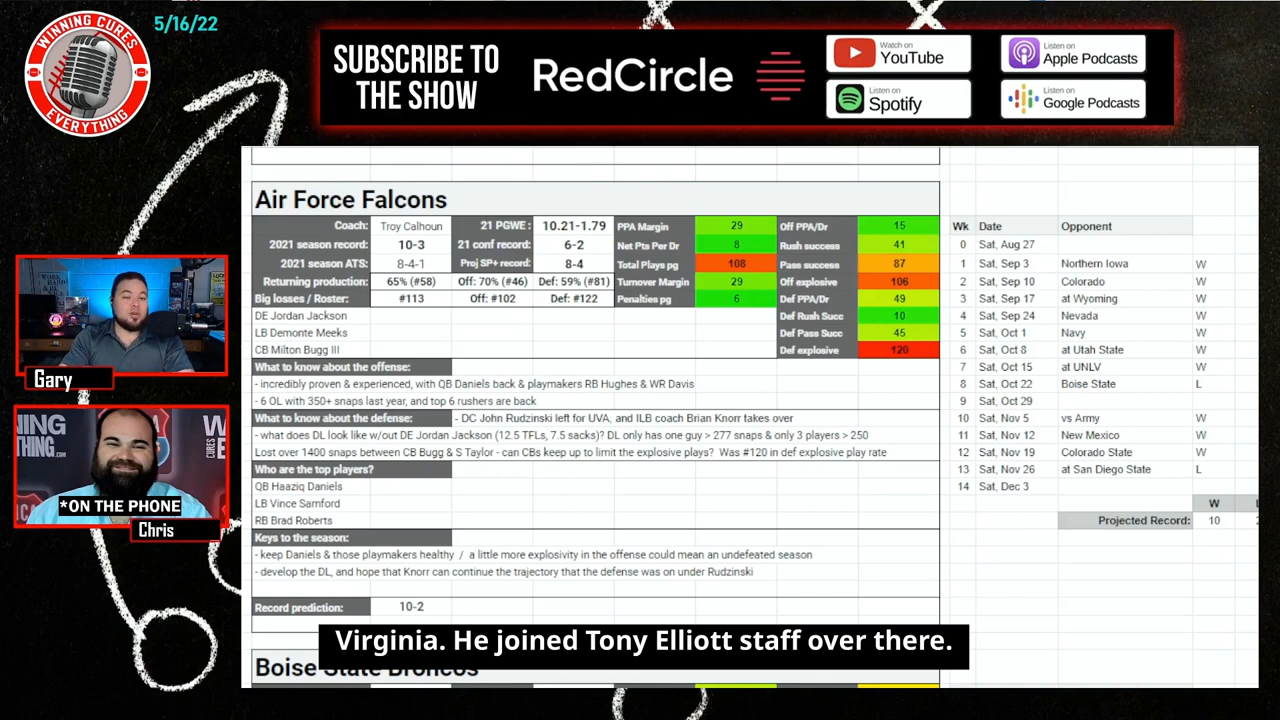 WINNING CURES
EVERYTHING
5/16/22
SUBSCRIBE TO
THE SHOW
RedCircle
Watch on
YouTube
Listen on
Apple Podcasts
Listen on
Spotify
Listen on
Google Podcasts
Air Force Falcons
Coach: Troy Calhoun 21 PGWE : 10.21-1.79 PPA Margin 29 Off PPA/Dr 15
2021 season record: 10-3 21 conf record: 6-2 Net Pts Per Dr 8 Rush success 41
2021 season ATS: 8-4-1 Proj SP+ record: 8-4 Total Plays pg 108 Pass success 87
Returning production: 65% (#58) Off: 70% (#46) Def: 59% (#81) Turnover Margin 29 Off explosive 106
Big losses / Roster: #113 Off: #102 Def: #122 Penalties pg 6 Def PPA/Dr 49
DE Jordan Jackson Def Rush Succ 10
LB Demonte Meeks Def Pass Succ 45
CB Milton Bugg III Def explosive 120
What to know about the offense:
- incredibly proven & experienced, with QB Daniels back & playmakers RB Hughes & WR Davis
- 6 OL with 350+ snaps last year, and top 6 rushers are back
What to know about the defense: - DC John Rudzinski left for UVA, and ILB coach Brian Knorr takes over
- what does DL look like w/out DE Jordan Jackson (12.5 TFLs, 7.5 sacks)? DL only has one guy > 277 snaps & only 3 players > 250
Lost over 1400 snaps between CB Bugg & S Taylor - can CBs keep up to limit the explosive plays? Was #120 in def explosive play rate
Who are the top players?
QB Haaziq Daniels
LB Vince Samford
RB Brad Roberts
Keys to the season:
- keep Daniels & those playmakers healthy / a little more explosivity in the offense could mean an undefeated season
- develop the DL, and hope that Knorr can continue the trajectory that the defense was on under Rudzinski
Record prediction: 10-2
Boise State Broncos
Wk Date Opponent
0 Sat, Aug 27
1 Sat, Sep 3 Northern Iowa W
2 Sat, Sep 10 Colorado W
3 Sat, Sep 17 at Wyoming W
4 Sat, Sep 24 Nevada W
5 Sat, Oct 1 Navy W
6 Sat, Oct 8 at Utah State W
7 Sat, Oct 15 at UNLV W
8 Sat, Oct 22 Boise State L
9 Sat, Oct 29
10 Sat, Nov 5 vs Army W
11 Sat, Nov 12 New Mexico W
12 Sat, Nov 19 Colorado State W
13 Sat, Nov 26 at San Diego State L
14 Sat, Dec 3
W
Projected Record: 10
Gary
*ON THE PHONE
Chris
Virginia. He joined Tony Elliott staff over there.